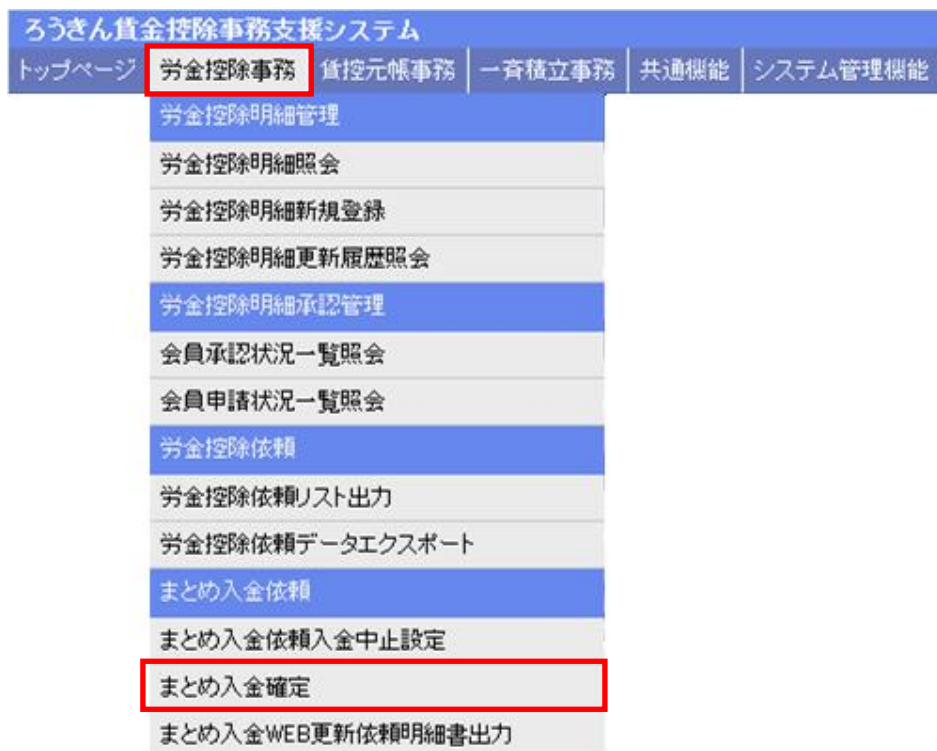 ろうきん賃金控除事務支援システム
トップページ 労金控除事務 賃控元帳事務 一斉積立事務 共通機能 システム管理機能
労金控除明細管理
労金控除明細照会
労金控除明細新規登録
労金控除明細更新履歴照会
労金控除明細承認管理
会員承認状況一覧照会
会員申請状況一覧照会
労金控除依頼
労金控除依頼リスト出力
労金控除依頼データエクスポート
まとめ入金依頼
まとめ入金依頼入金中止設定
まとめ入金確定
まとめ入金WEB更新依頼明細書出力